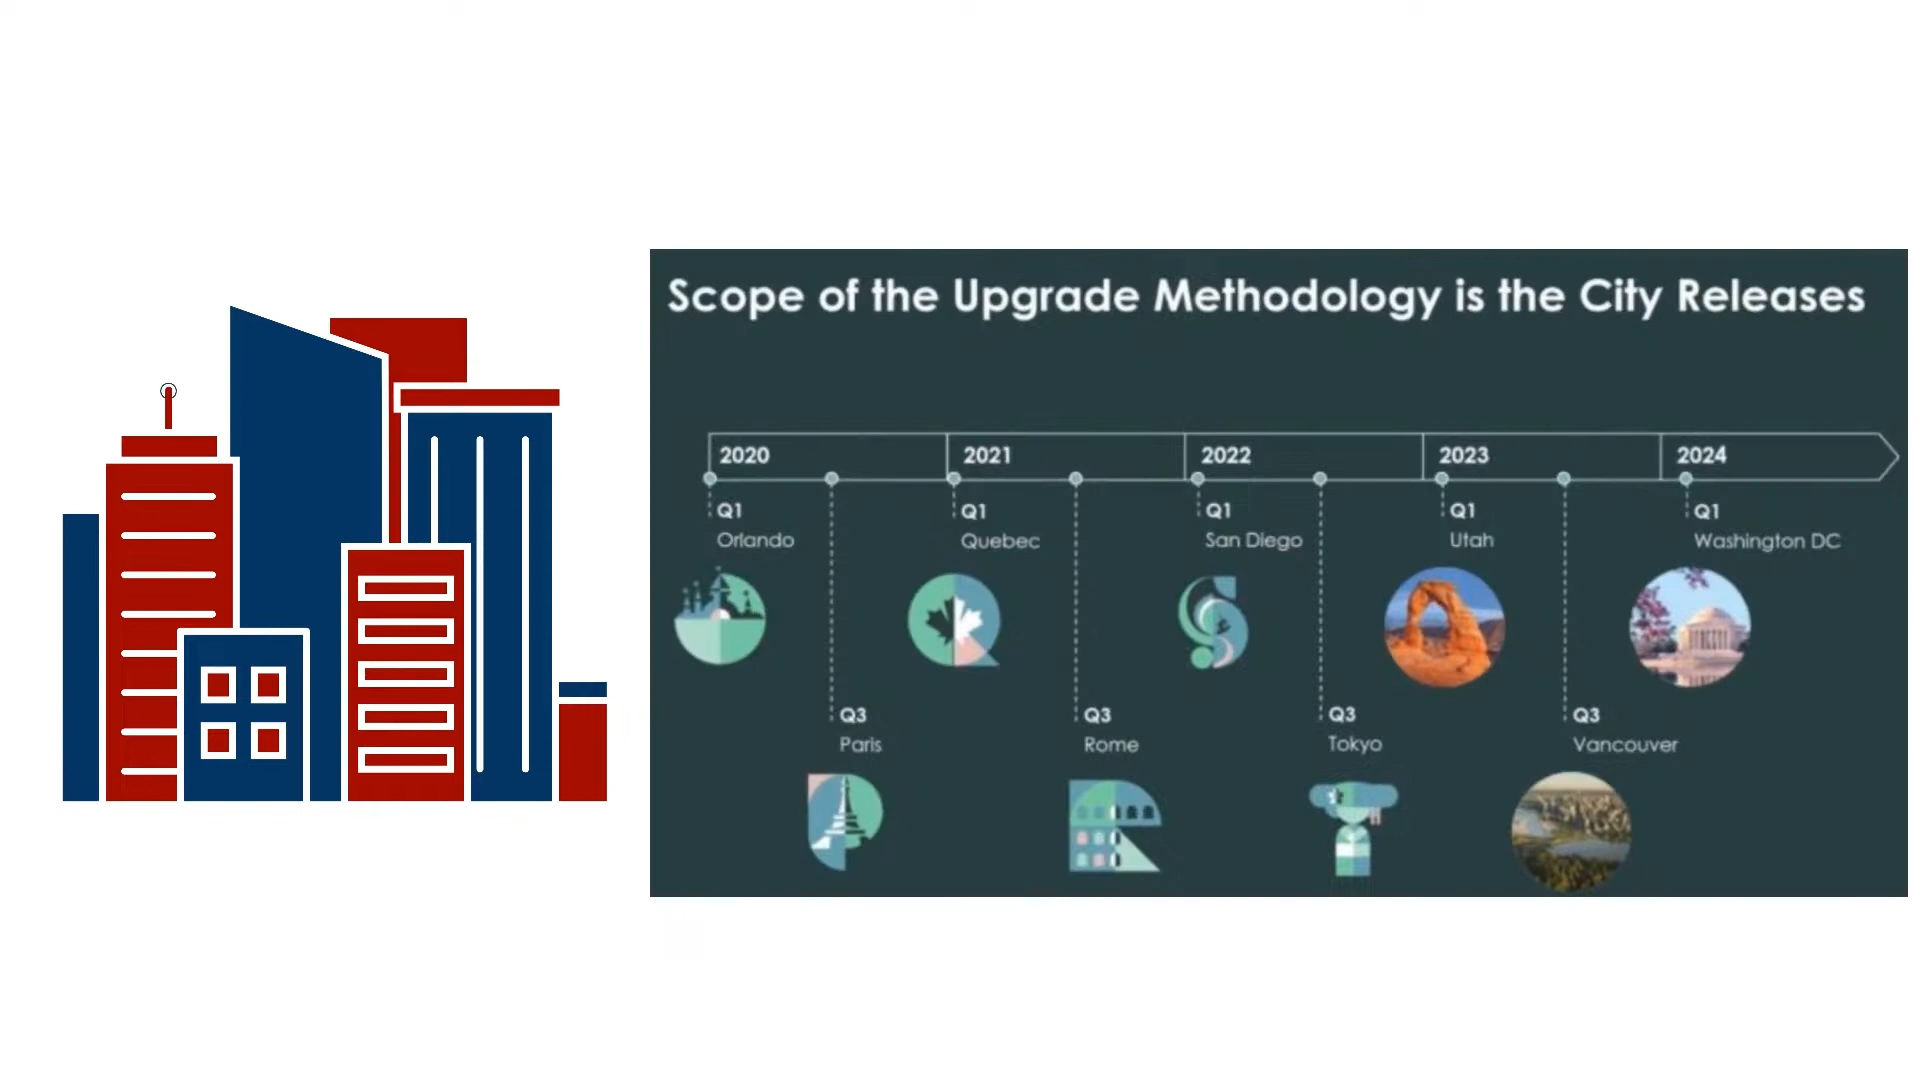 Scope of the Upgrade Methodology is the City Releases
2020 2021 2022 2023 2024
Q1 Q1 Q1 Q1 Q1
Orlando Quebec San Diego Utah Washington DC
Q3 Q3 Q3 Q3
Paris Rome Tokyo Vancouver